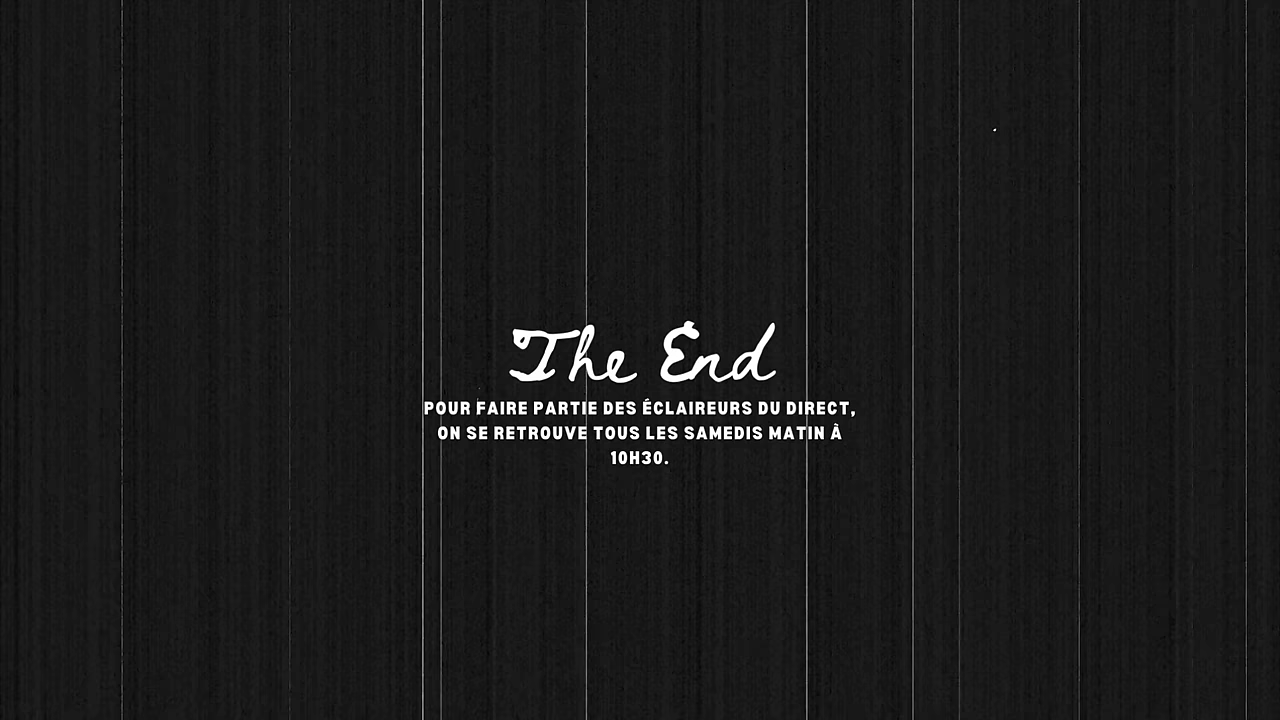 The End
POUR FAIRE PARTIE DES ÉCLAIREURS DU DIRECT,
ON SE RETROUVE TOUS LES SAMEDIS MATIN À
10H30.